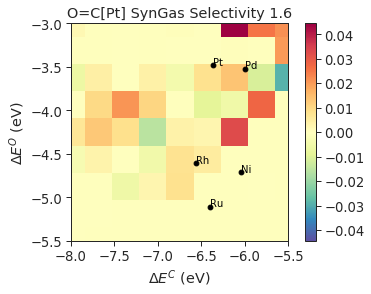 O=C[Pt] SynGas Selectivity 1.6
−3.0
−3.5
−4.0
−4.5
−5.0
−5.5
ΔE^O (eV)
Pt
Pd
Rh
Ni
Ru
−8.0 −7.5 −7.0 −6.5 −6.0 −5.5
ΔE^C (eV)
0.04
0.03
0.02
0.01
0.00
−0.01
−0.02
−0.03
−0.04